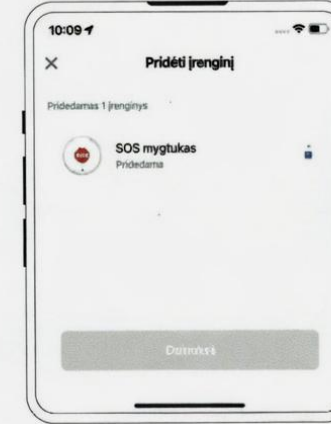 10:09
Pridėti įrenginį
Pridedamas 1 įrenginys
SOS mygtukas
Pridedama